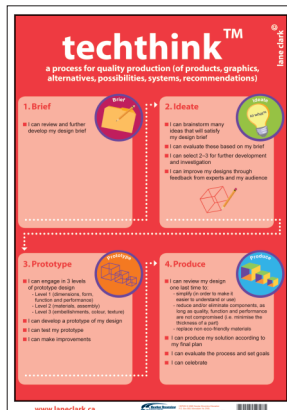 techthink™
lane clark ©
a process for quality production (of products, graphics,
alternatives, possibilities, systems, recommendations)
1. Brief
Brief
I can review and further
develop my design brief
2. Ideate
Ideate
I can brainstorm many
ideas that will satisfy
my design brief
I can evaluate these based on my brief
I can select 2–3 for further development
and investigation
I can improve my designs through
feedback from experts and my audience
3. Prototype
Prototype
I can engage in 3 levels
of prototype design
- Level 1 (dimensions, form,
function and performance)
- Level 2 (materials, assembly)
- Level 3 (embellishments, colour, texture)
I can develop a prototype of my design
I can test my prototype
I can make improvements
4. Produce
Produce
I can review my design
one last time to:
- simplify (in order to make it
easier to understand or use)
- reduce and/or eliminate components, as
long as quality, function and performance
are not compromised (i.e. minimise the
thickness of a part)
- replace non eco-friendly materials
I can produce my solution according to
my final plan
I can evaluate the process and set goals
I can celebrate
www.laneclark.ca